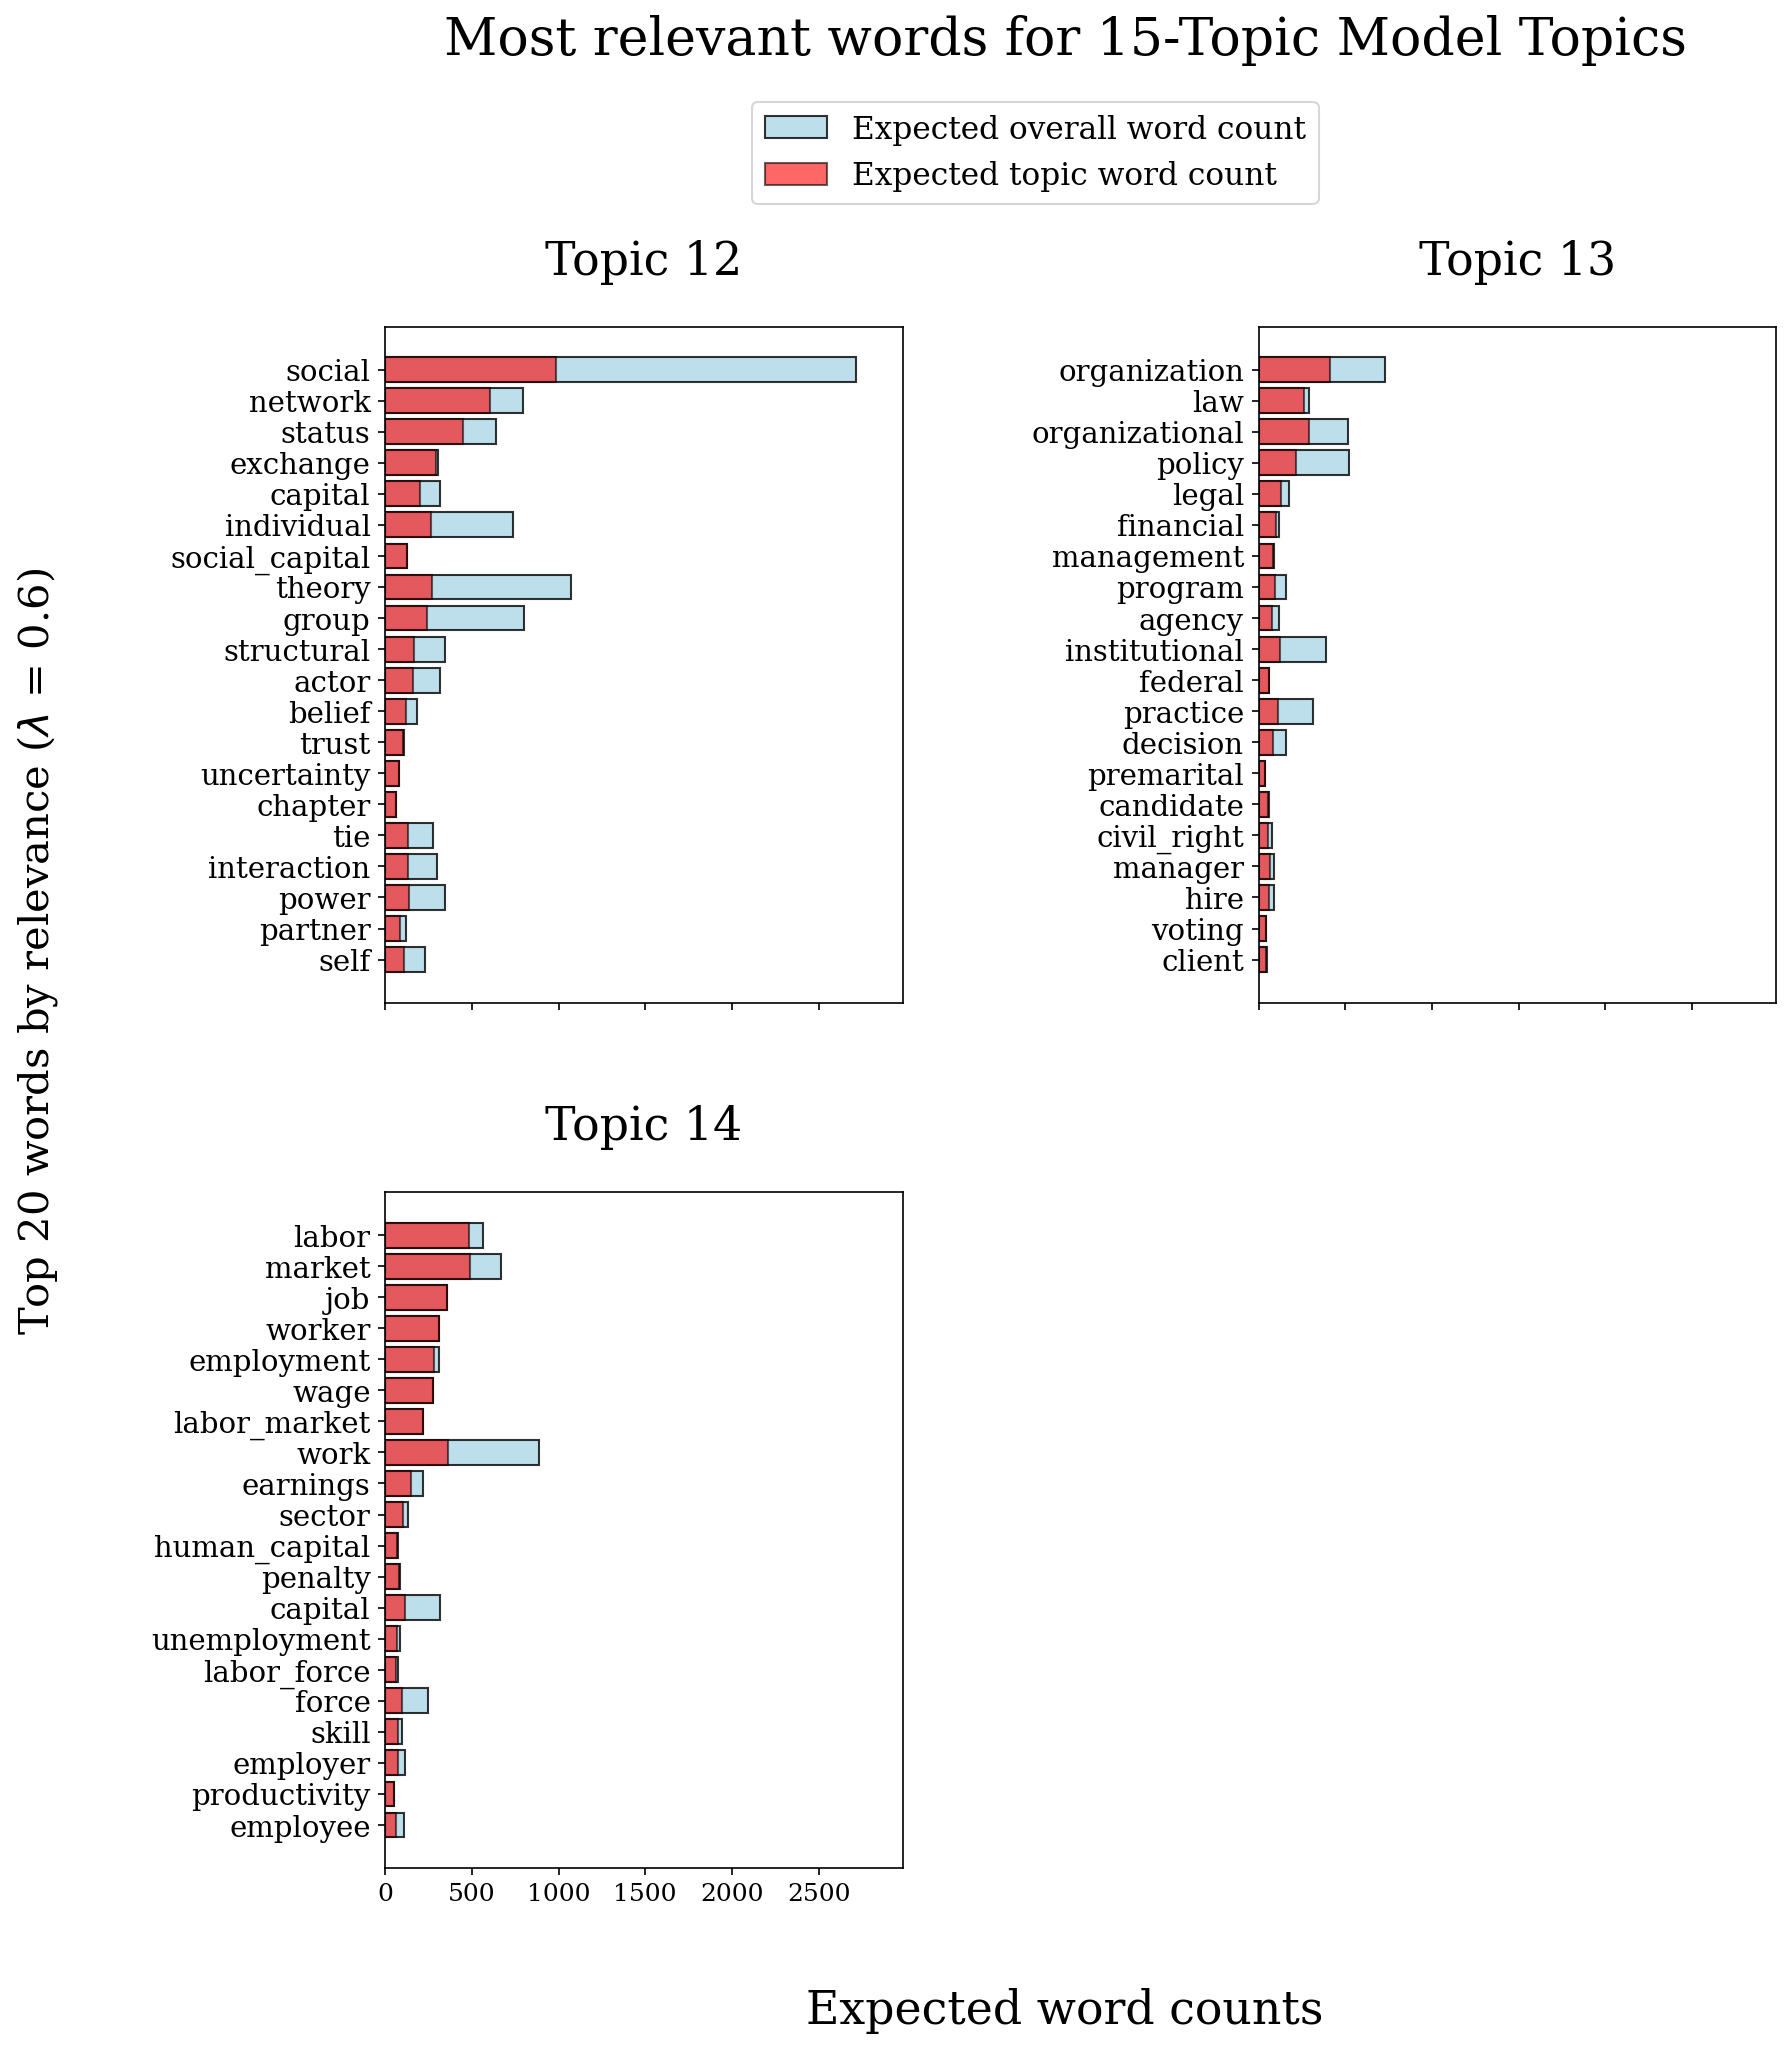 Most relevant words for 15-Topic Model Topics
Expected overall word count
Expected topic word count
Top 20 words by relevance (λ = 0.6)
Topic 12
social
network
status
exchange
capital
individual
social_capital
theory
group
structural
actor
belief
trust
uncertainty
chapter
tie
interaction
power
partner
self
Topic 13
organization
law
organizational
policy
legal
financial
management
program
agency
institutional
federal
practice
decision
premarital
candidate
civil_right
manager
hire
voting
client
Topic 14
labor
market
job
worker
employment
wage
labor_market
work
earnings
sector
human_capital
penalty
capital
unemployment
labor_force
force
skill
employer
productivity
employee
0 500 1000 1500 2000 2500
Expected word counts